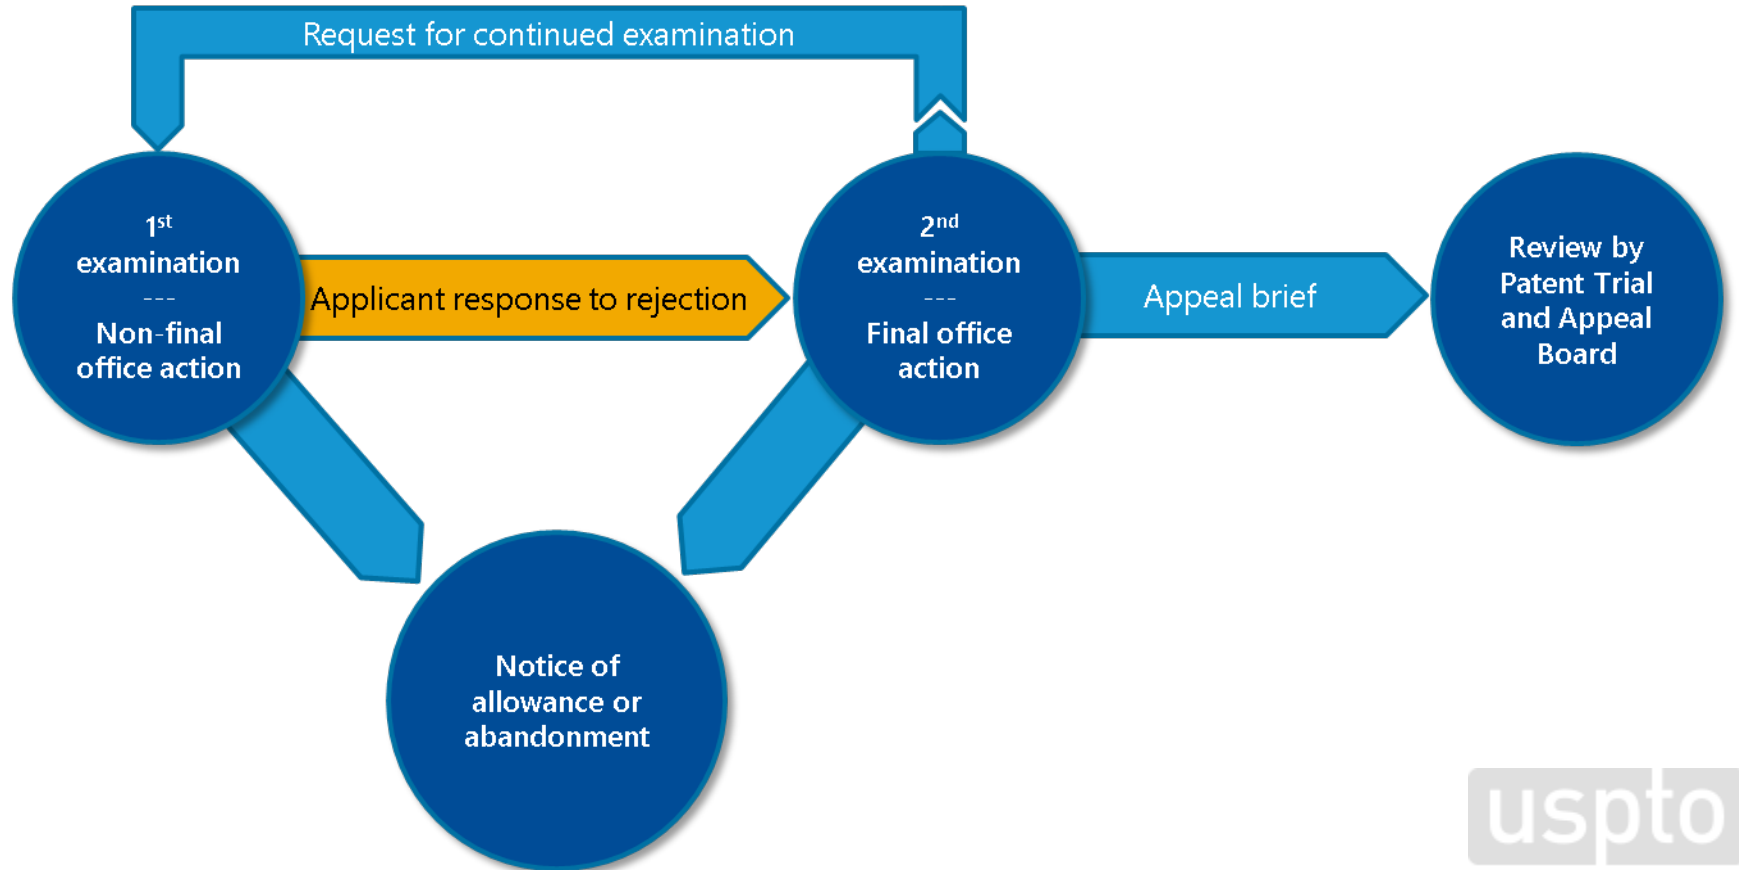 Request for continued examination
1st
examination
---
Non-final
office action
Applicant response to rejection
2nd
examination
---
Final office
action
Appeal brief
Review by
Patent Trial
and Appeal
Board
Notice of
allowance or
abandonment
uspto